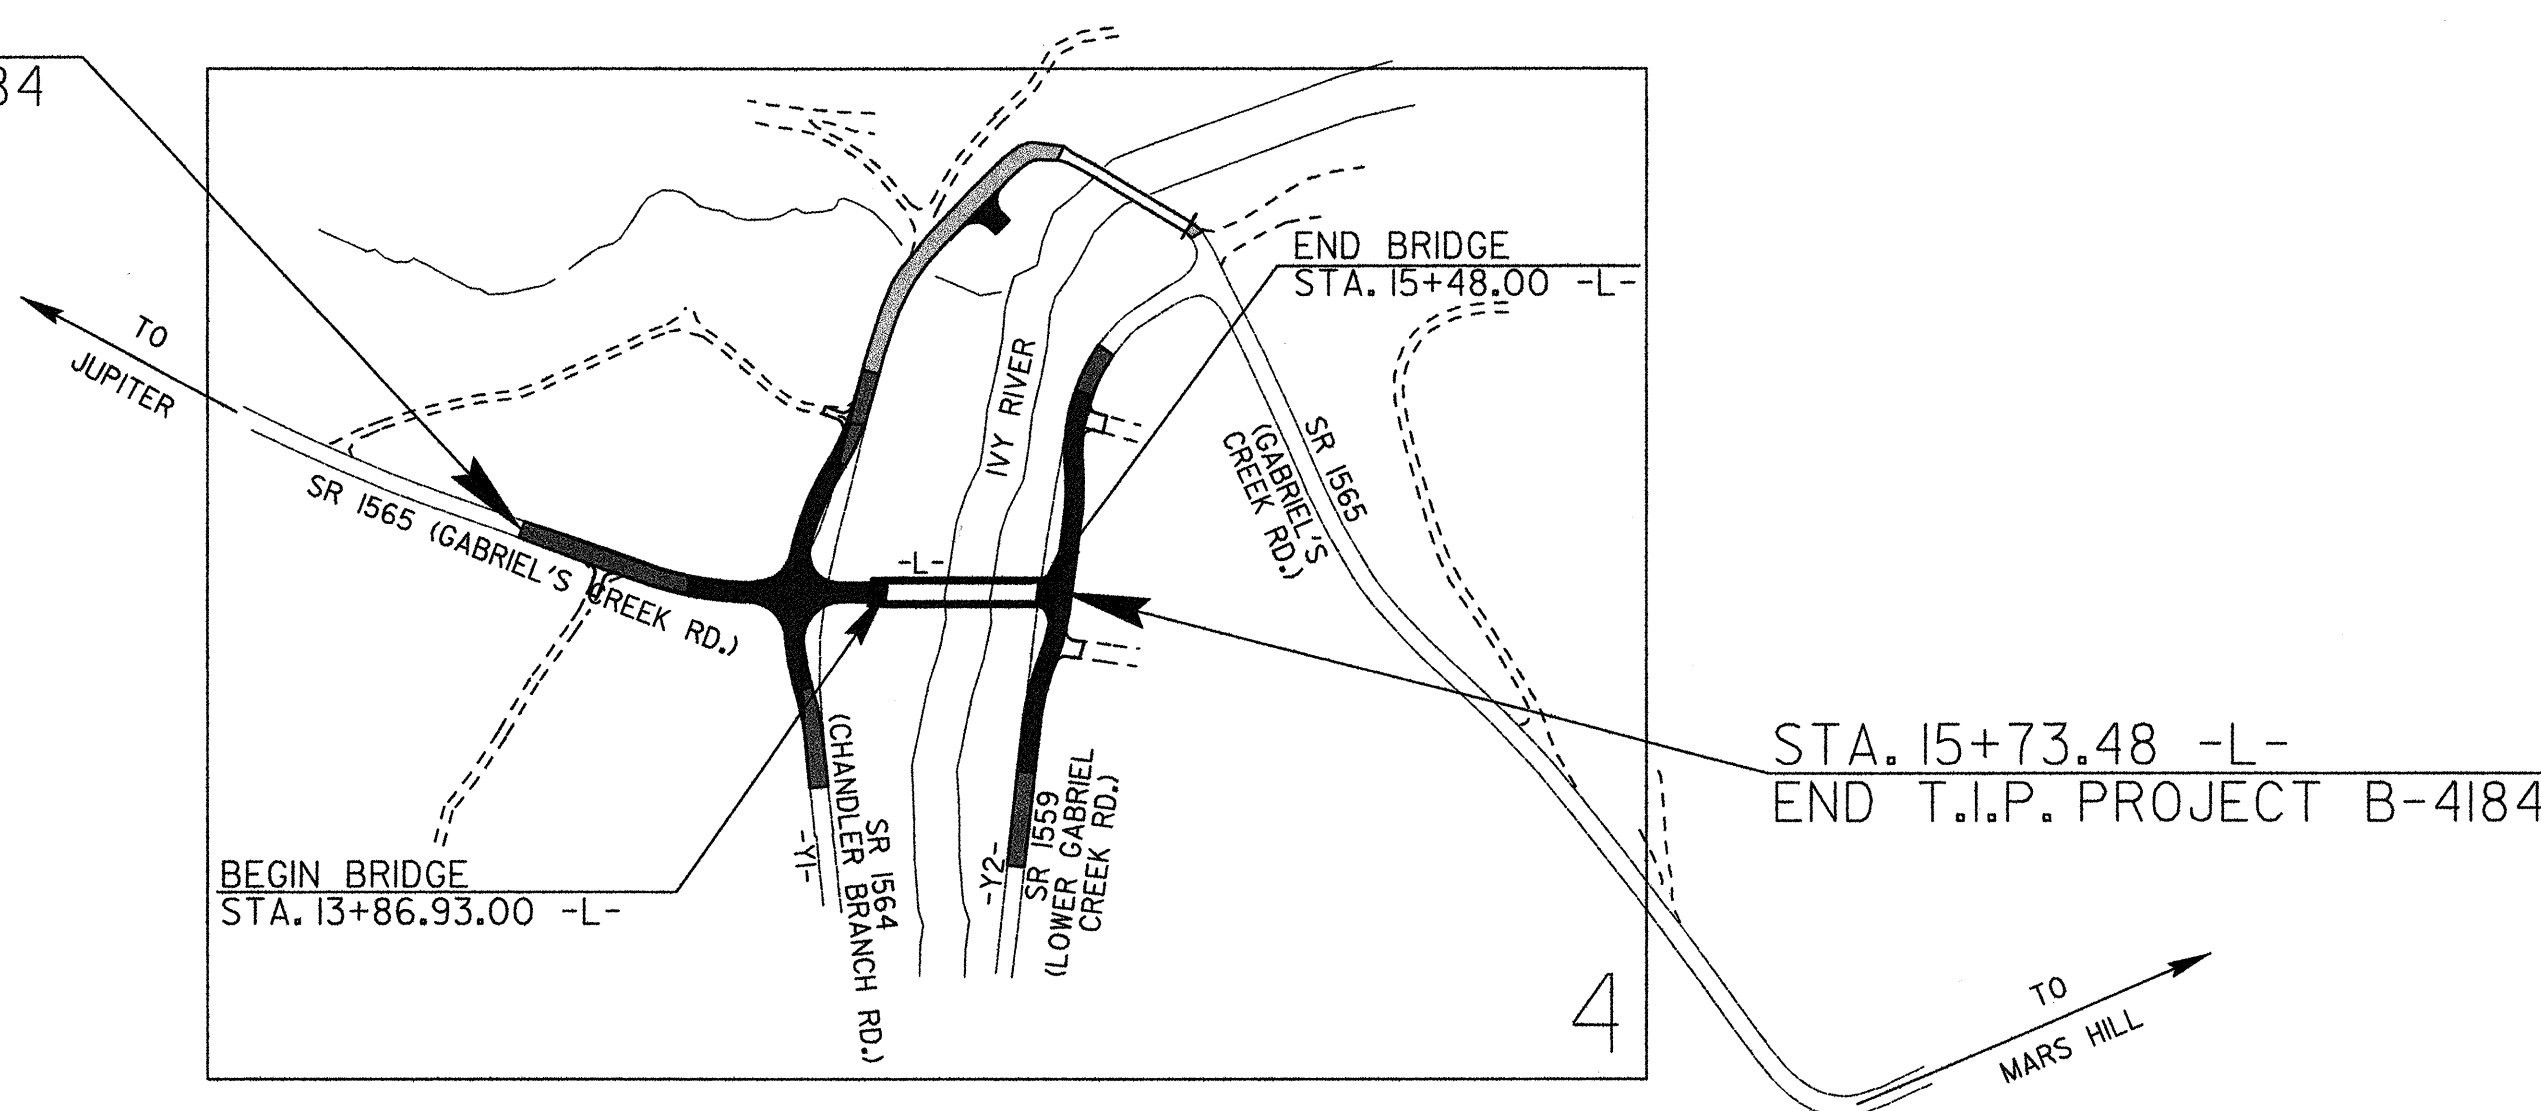 84
END BRIDGE
STA. 15+48.00 -L-
TO
JUPITER
IVY RIVER
SR 1565
(GABRIEL'S
CREEK RD.)
SR 1565 (GABRIEL'S CREEK RD.)
-L-
STA. 15+73.48 -L-
END T.I.P. PROJECT B-4184
BEGIN BRIDGE
STA. 13+86.93.00 -L-
-Y1-
SR 1564
(CHANDLER BRANCH RD.)
-Y2-
SR 1559
(LOWER GABRIEL
CREEK RD.)
4
TO
MARS HILL